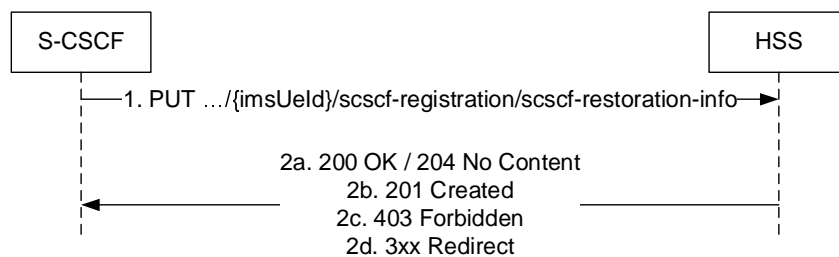 S-CSCF
HSS
1. PUT …/{imsUeId}/scscf-registration/scscf-restoration-info
2a. 200 OK / 204 No Content
2b. 201 Created
2c. 403 Forbidden
2d. 3xx Redirect